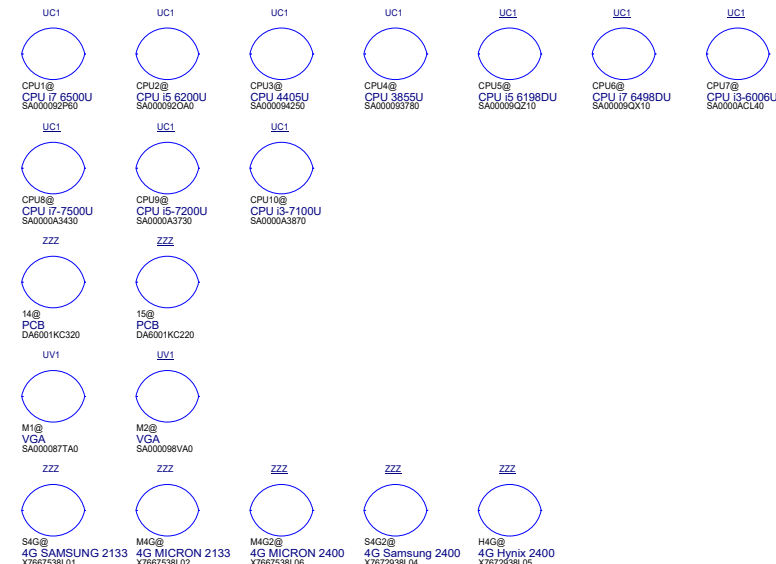 UC1 UC1 UC1 UC1 UC1 UC1 UC1
CPU1@ CPU2@ CPU3@ CPU4@ CPU5@ CPU6@ CPU7@
CPU i7 6500U CPU i5 6200U CPU 4405U CPU 3855U CPU i5 6198DU CPU i7 6498DU CPU i3-6006U
SA000092P60 SA000092OA0 SA000094250 SA000093780 SA00009QZ10 SA00009QX10 SA0000ACL40
UC1 UC1 UC1
CPU8@ CPU9@ CPU10@
CPU i7-7500U CPU i5-7200U CPU i3-7100U
SA0000A3430 SA0000A3730 SA0000A3870
ZZZ ZZZ
14@ 15@
PCB PCB
DA6001KC320 DA6001KC220
UV1 UV1
M1@ M2@
VGA VGA
SA000087TA0 SA000098VA0
ZZZ ZZZ ZZZ ZZZ ZZZ
S4G@ M4G@ M4G2@ S4G2@ H4G@
4G SAMSUNG 2133 4G MICRON 2133 4G MICRON 2400 4G Samsung 2400 4G Hynix 2400
X7667538L01 X7667538L02 X7667538L06 X7672938L04 X7672938L05